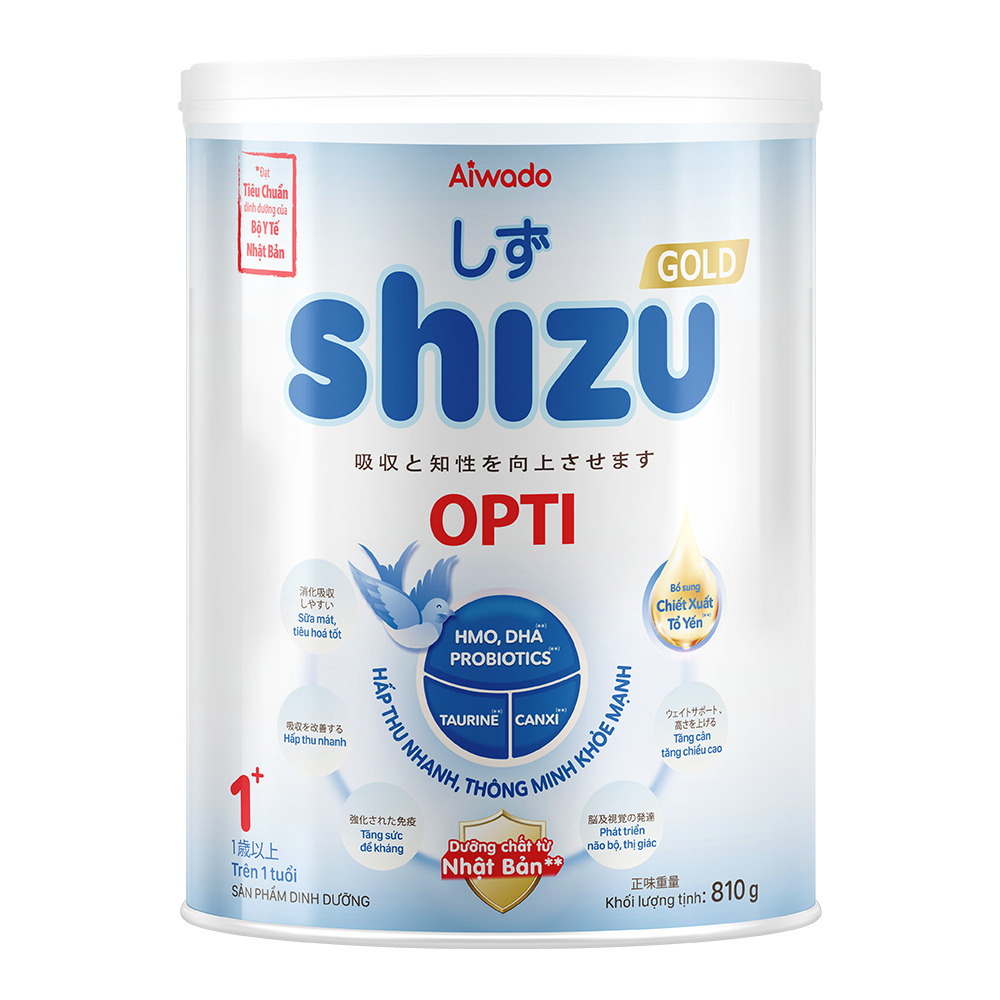 Aiwado
*Đạt
Tiêu Chuẩn
dinh dưỡng của
Bộ Y Tế
Nhật Bản
しず
GOLD
shizu
吸収と知性を向上させます
OPTI
消化吸収
しやすい
Sữa mát,
tiêu hoá tốt
吸収を改善する
Hấp thu nhanh
強化された免疫
Tăng sức
đề kháng
HMO, DHA(**)
PROBIOTICS(**)
TAURINE(**)
CANXI(**)
HẤP THU NHANH, THÔNG MINH KHỎE MẠNH
Bổ sung
Chiết Xuất
Tổ Yến(**)
ウェイトサポート、
高さを上げる
Tăng cân
tăng chiều cao
脳及視覚の発達
Phát triển
não bộ, thị giác
Dưỡng chất từ
Nhật Bản**
1+
1歳以上
Trên 1 tuổi
SẢN PHẨM DINH DƯỠNG
正味重量
Khối lượng tịnh: 810 g